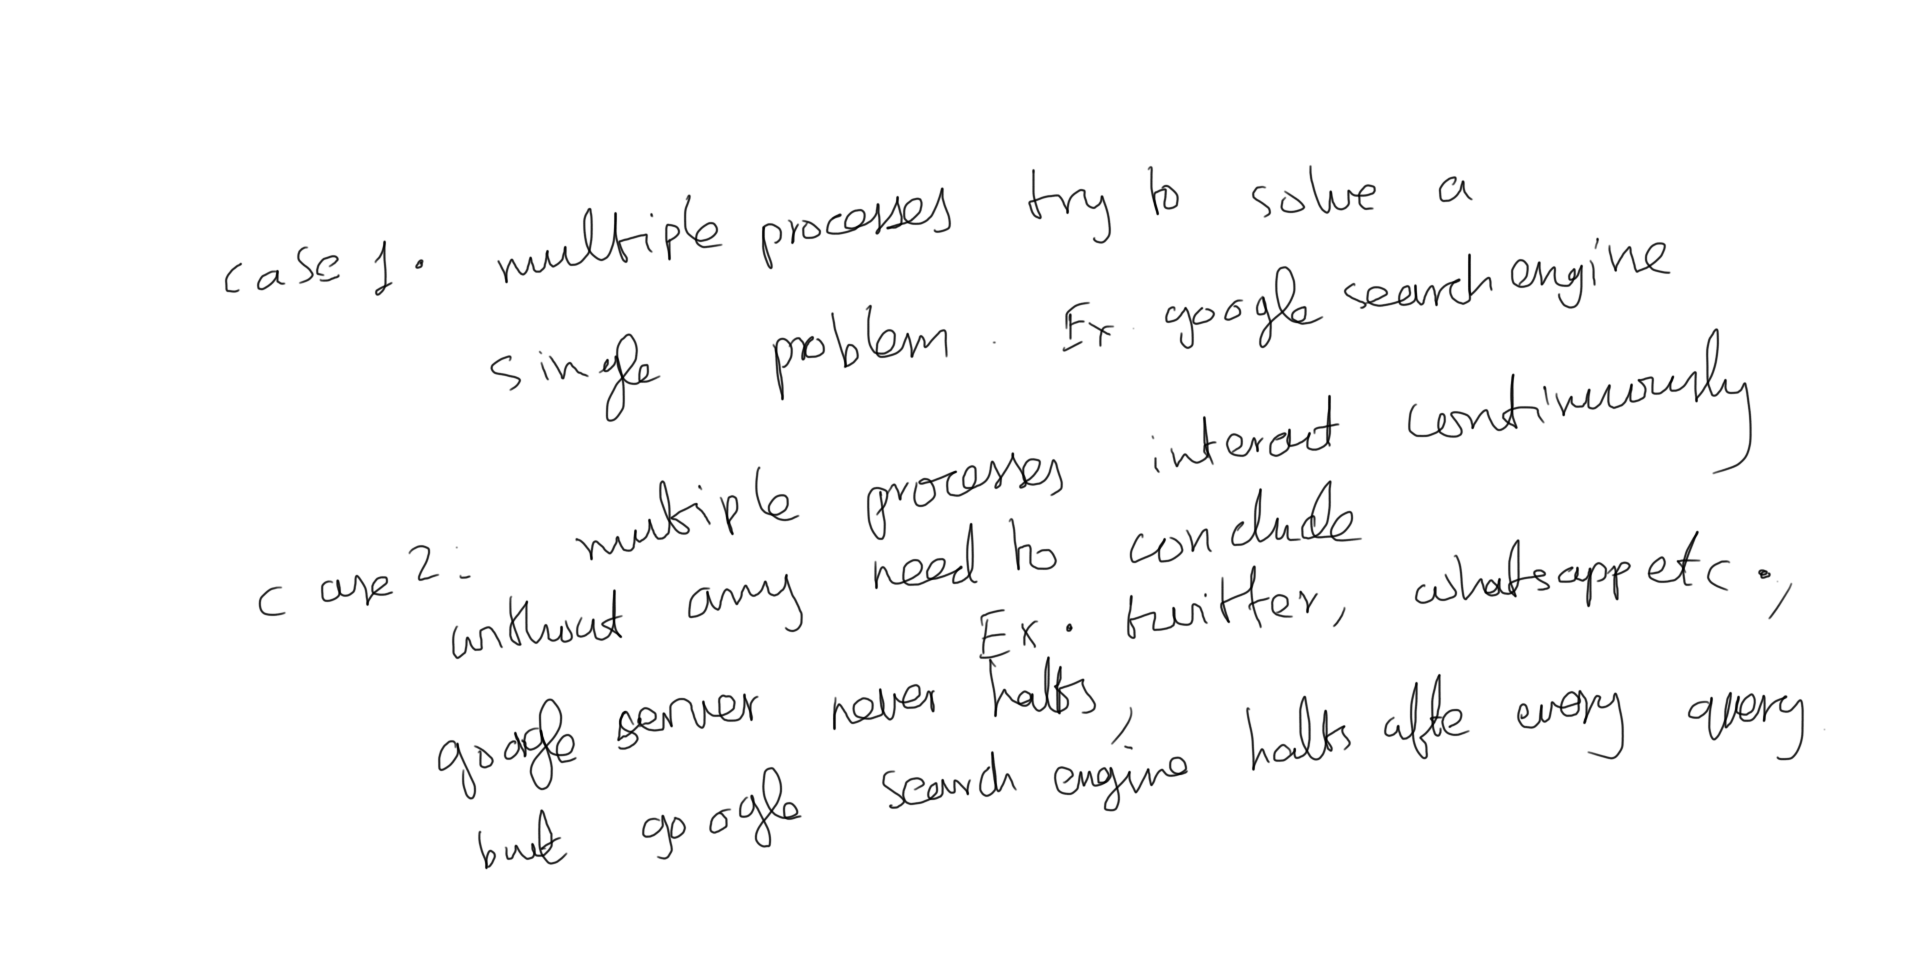 case 1. multiple processes try to solve a
single problem. Ex google search engine
case 2: multiple processes interact continuously
without any need to conclude
Ex. twitter, whatsapp etc.,
google server never halts,
but google search engine halts afte every query